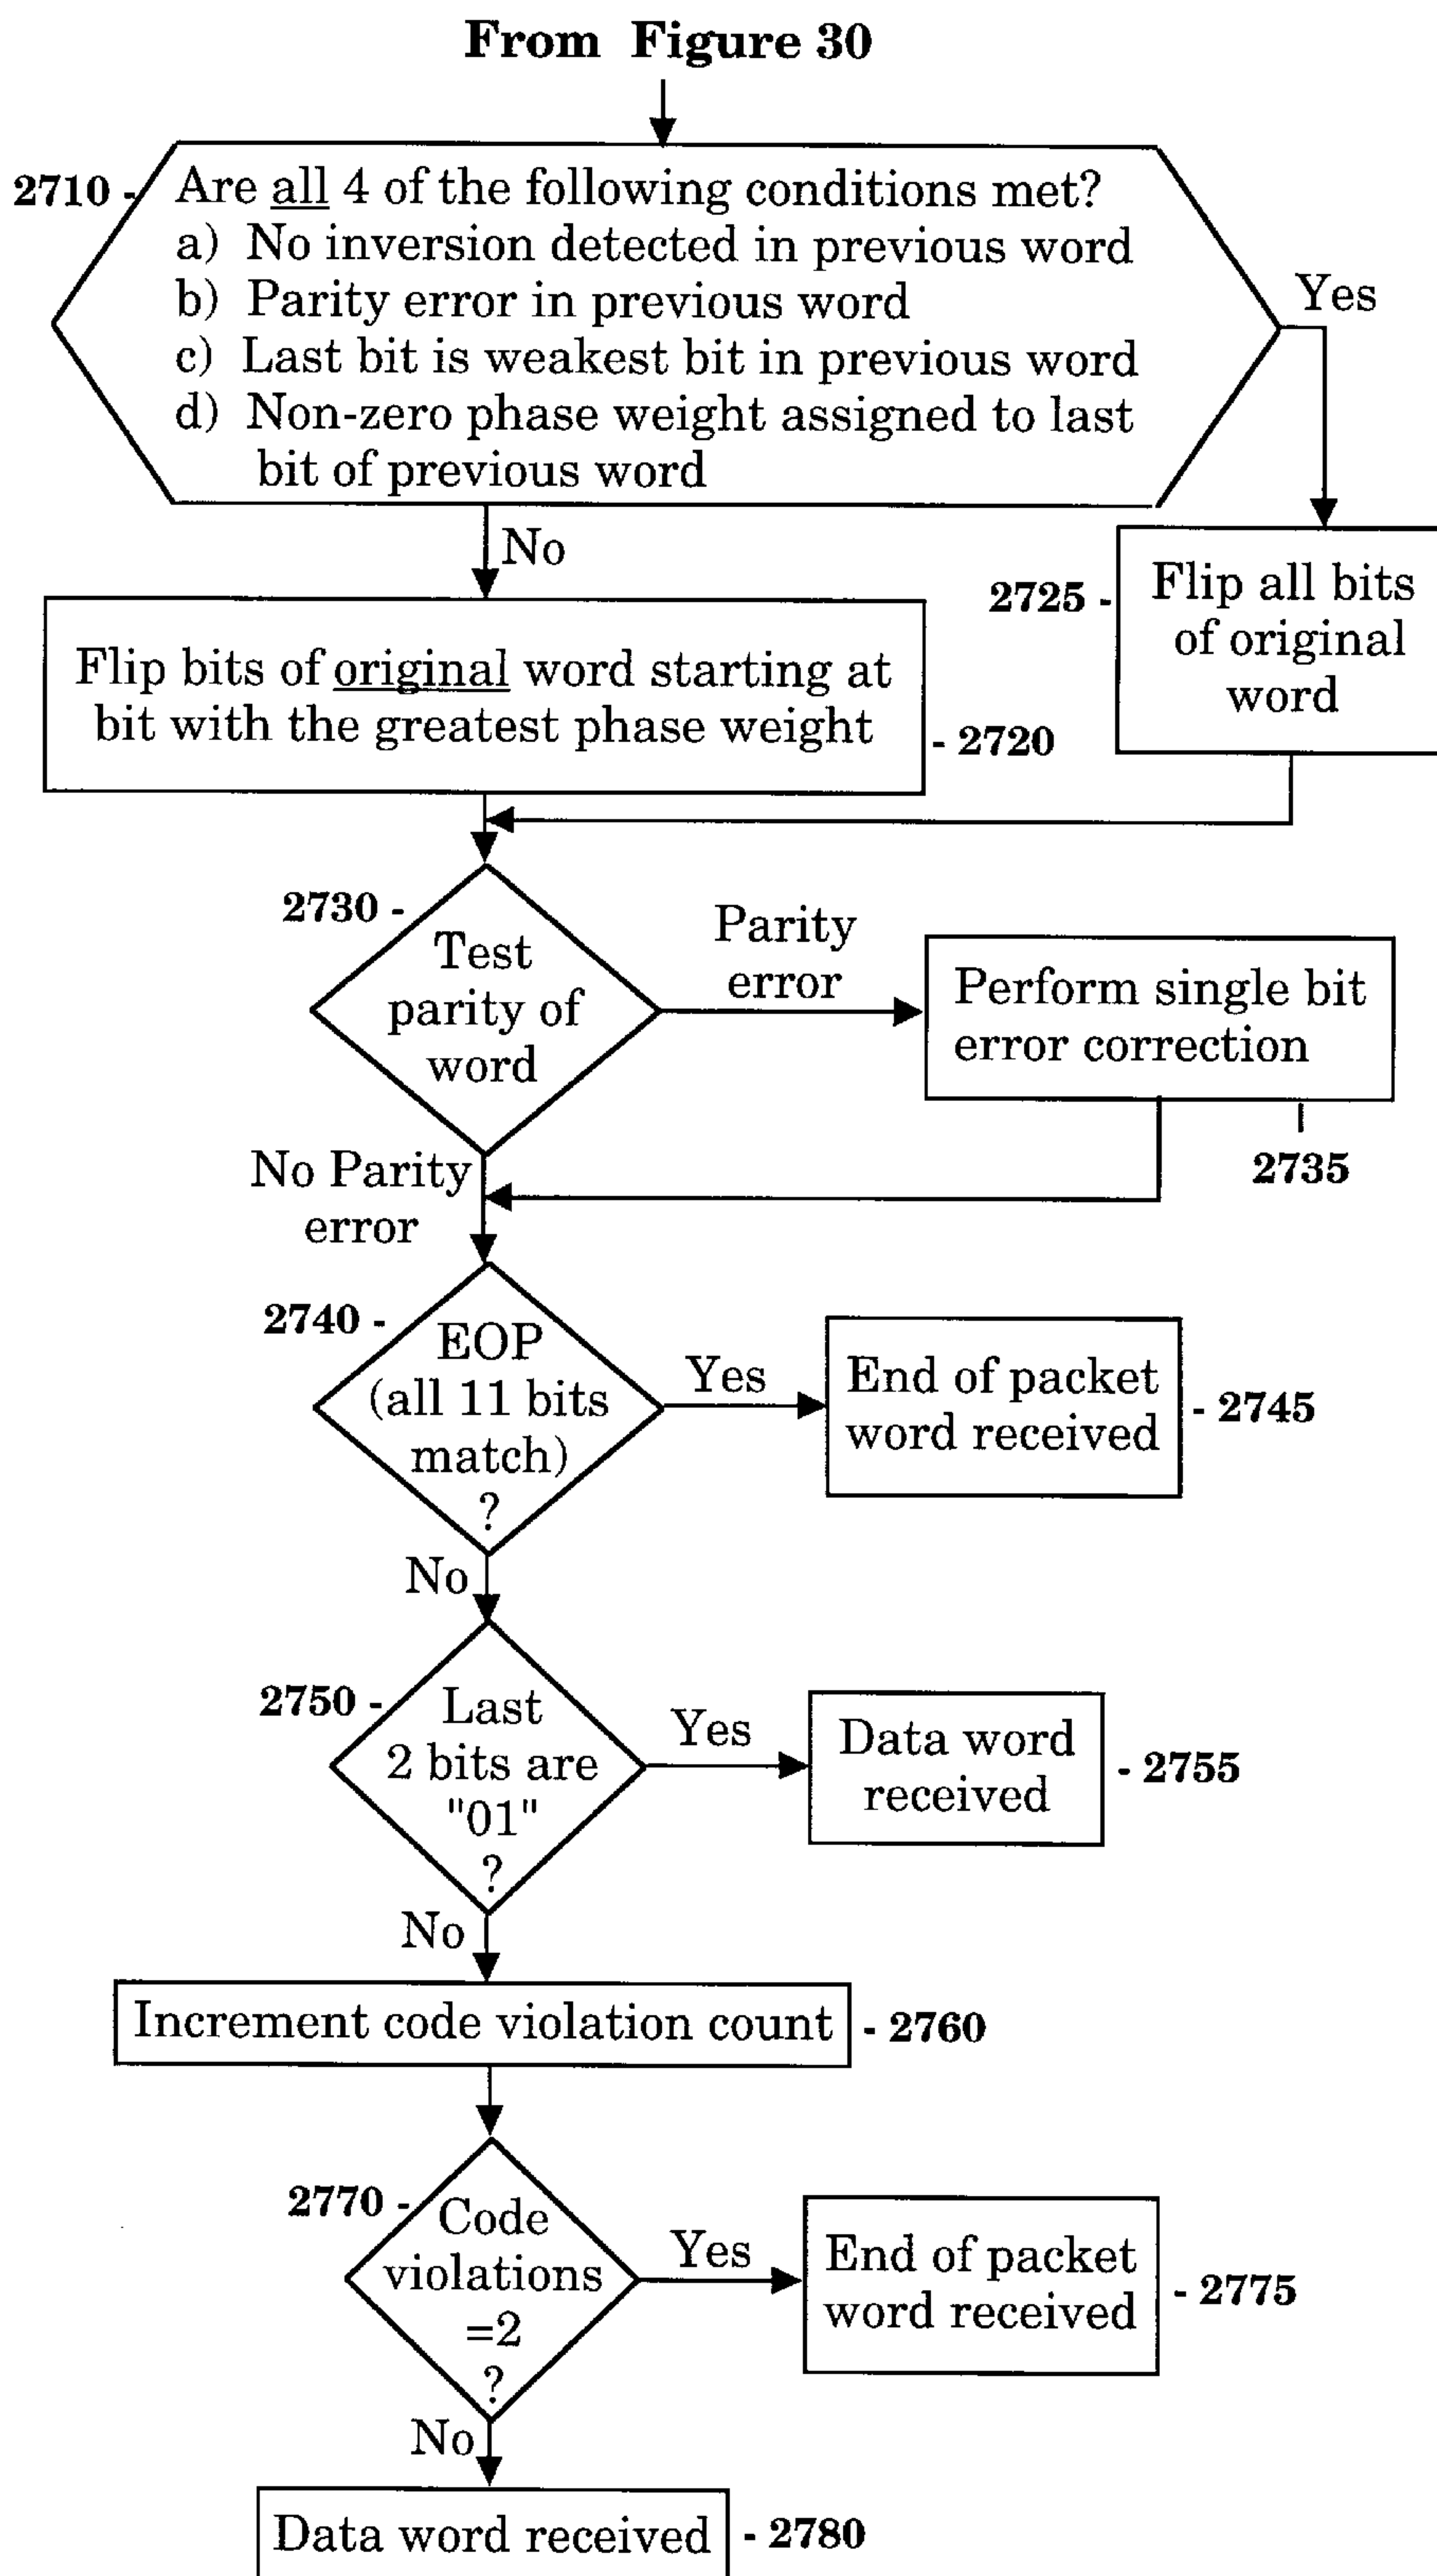 From Figure 30
2710 -
Are all 4 of the following conditions met?
a) No inversion detected in previous word
b) Parity error in previous word
c) Last bit is weakest bit in previous word
d) Non-zero phase weight assigned to last
bit of previous word
Yes
No
2725 -
Flip all bits
of original
word
Flip bits of original word starting at
bit with the greatest phase weight
- 2720
2730 -
Test
parity of
word
Parity
error
Perform single bit
error correction
2735
No Parity
error
2740 -
EOP
(all 11 bits
match)
?
Yes
End of packet
word received
- 2745
No
2750 -
Last
2 bits are
"01"
?
Yes
Data word
received
- 2755
No
Increment code violation count
- 2760
2770 -
Code
violations
=2
?
Yes
End of packet
word received
- 2775
No
Data word received
- 2780